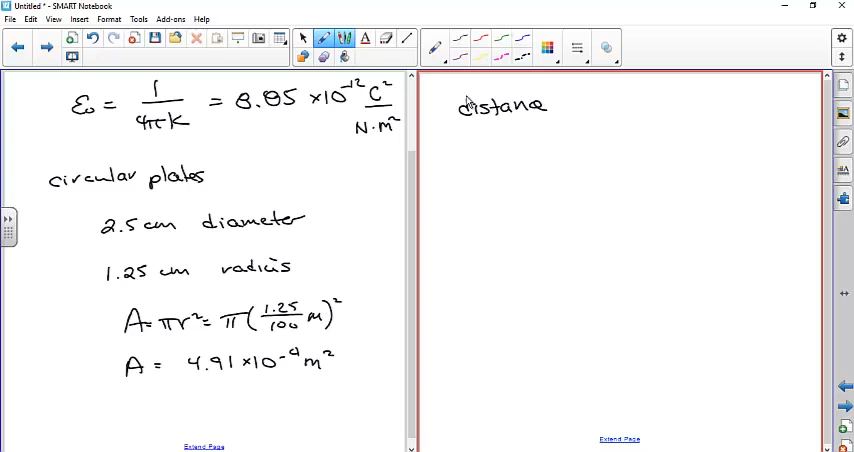 Untitled * - SMART Notebook
File Edit View Insert Format Tools Add-ons Help
ε₀ = 1/4πk = 8.85 ×10⁻¹² C²/N·m²
circular plates
2.5 cm diameter
1.25 cm radius
A = πr² = π(1.25/100 m)²
A = 4.91×10⁻⁴ m²
Extend Page
distance
Extend Page